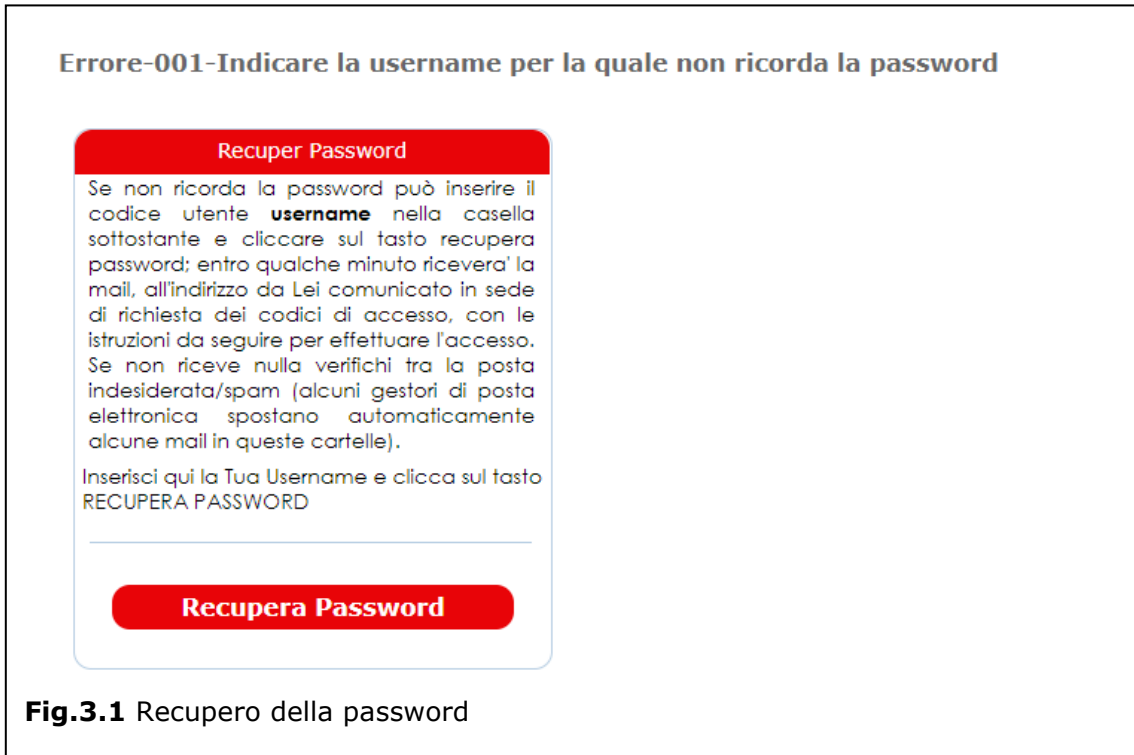 Errore-001-Indicare la username per la quale non ricorda la password
Recuper Password
Se non ricorda la password può inserire il
codice utente username nella casella
sottostante e cliccare sul tasto recupera
password; entro qualche minuto ricevera' la
mail, all'indirizzo da Lei comunicato in sede
di richiesta dei codici di accesso, con le
istruzioni da seguire per effettuare l'accesso.
Se non riceve nulla verifichi tra la posta
indesiderata/spam (alcuni gestori di posta
elettronica spostano automaticamente
alcune mail in queste cartelle).
Inserisci qui la Tua Username e clicca sul tasto
RECUPERA PASSWORD
Recupera Password
Fig.3.1 Recupero della password